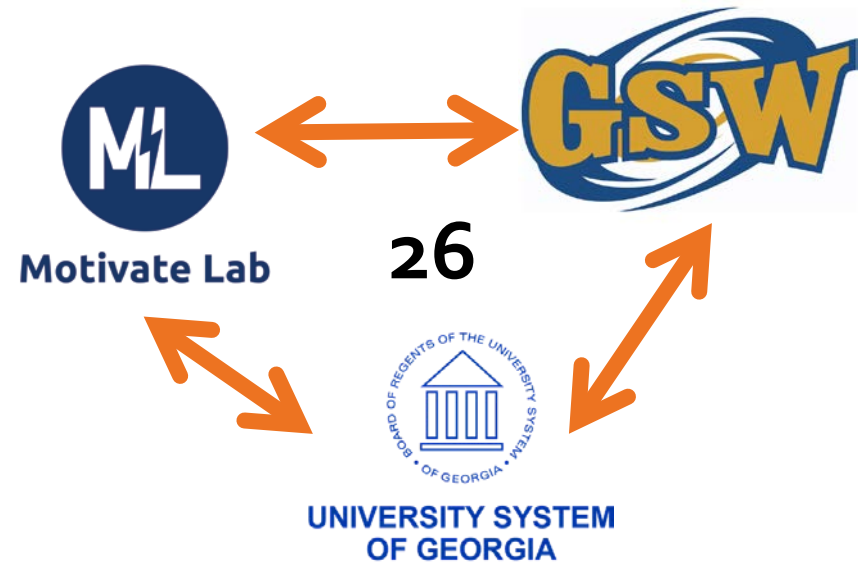 ML
Motivate Lab
GSW
26
BOARD OF REGENTS OF THE UNIVERSITY SYSTEM
• OF GEORGIA •
UNIVERSITY SYSTEM
OF GEORGIA